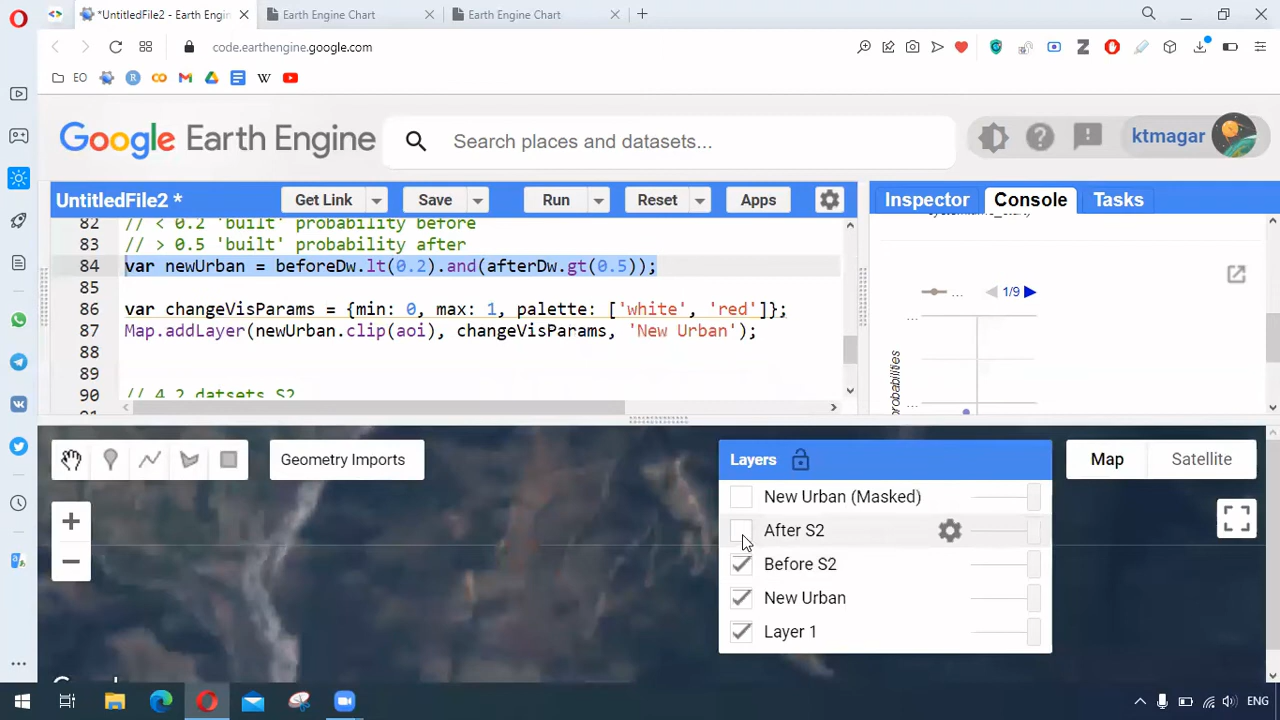 *UntitledFile2 - Earth Engin
Earth Engine Chart
Earth Engine Chart
code.earthengine.google.com
EO
Google Earth Engine
Search places and datasets...
ktmagar
UntitledFile2 *
Get Link
Save
Run
Reset
Apps
Inspector
Console
Tasks
82 // < 0.2 'built' probability before
83 // > 0.5 'built' probability after
84 var newUrban = beforeDw.lt(0.2).and(afterDw.gt(0.5));
85
86 var changeVisParams = {min: 0, max: 1, palette: ['white', 'red']};
87 Map.addLayer(newUrban.clip(aoi), changeVisParams, 'New Urban');
88
89
90 // 4.2 datsets S2
... 1/9
...
...
probabilities
Geometry Imports
Layers
New Urban (Masked)
After S2
Before S2
New Urban
Layer 1
Map
Satellite
ENG